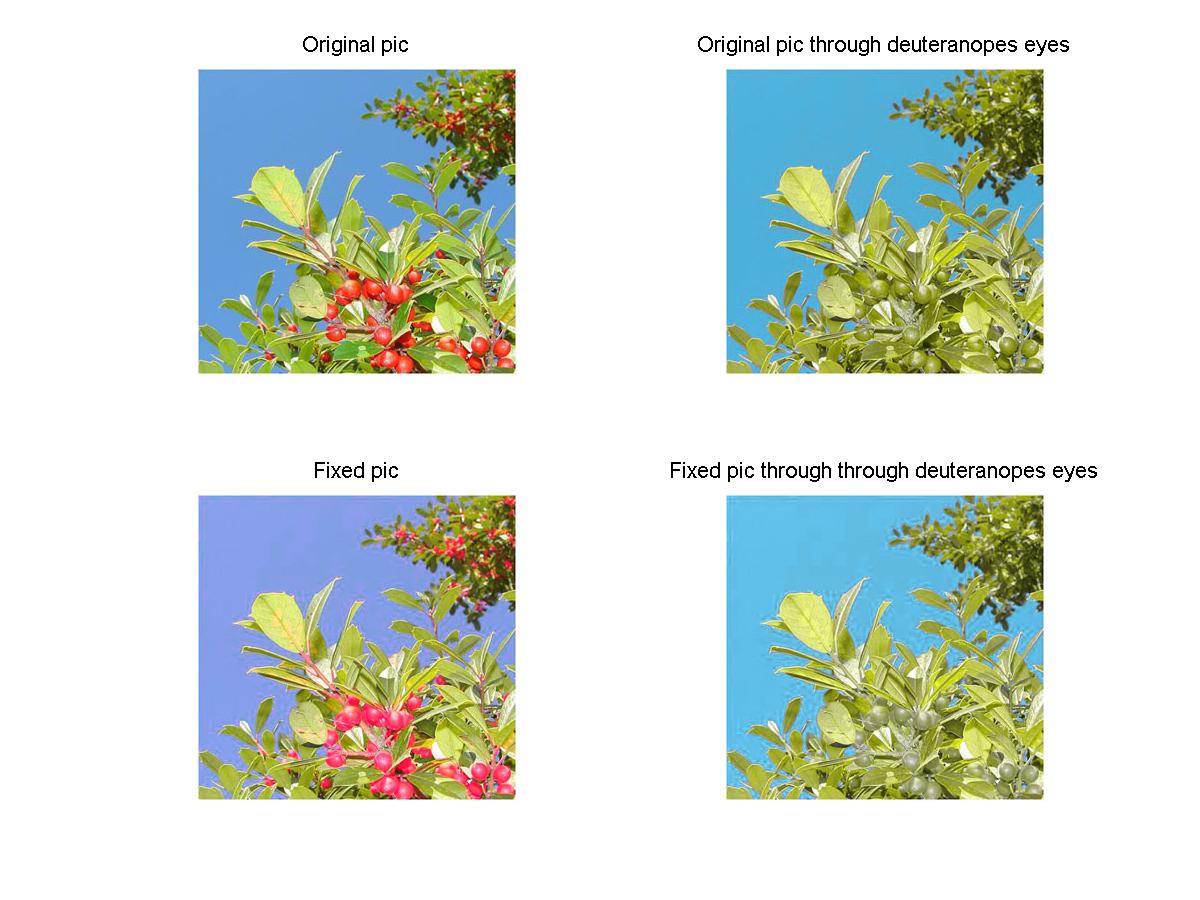 Original pic
Original pic through deuteranopes eyes
Fixed pic
Fixed pic through through deuteranopes eyes